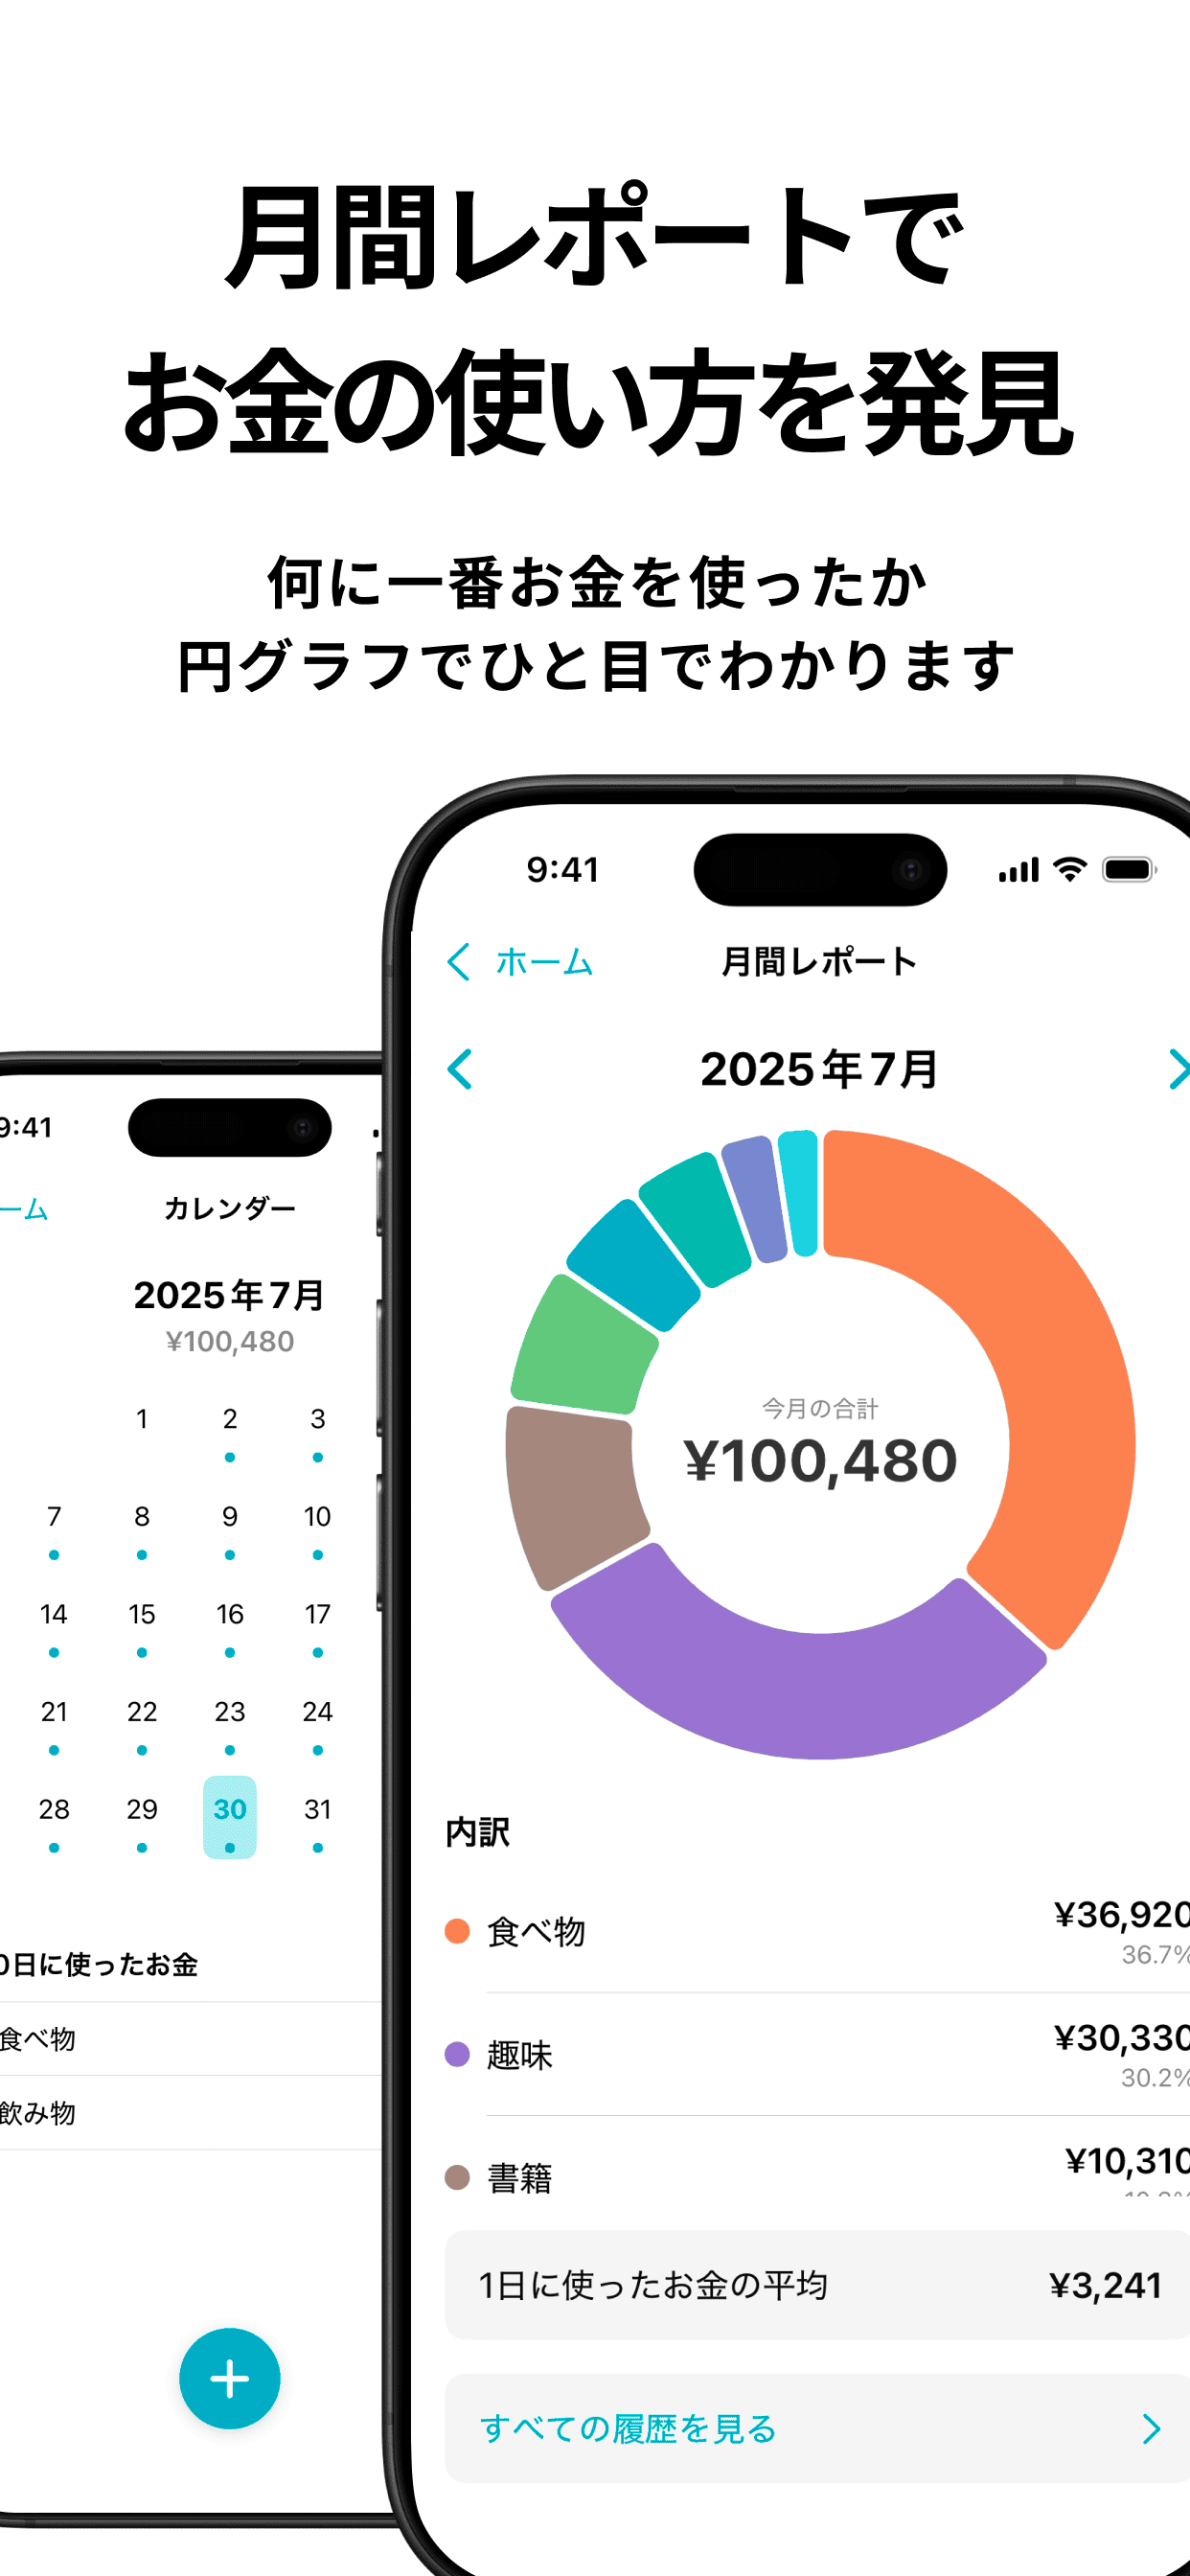 月間レポートで
お金の使い方を発見
何に一番お金を使ったか
円グラフでひと目でわかります
9:41
ホーム
月間レポート
2025年7月
今月の合計
¥100,480
内訳
食べ物
¥36,920
36.7%
趣味
¥30,330
30.2%
書籍
¥10,310
1日に使ったお金の平均
¥3,241
すべての履歴を見る
9:41
ーム
カレンダー
2025年7月
¥100,480
1 2 3
7 8 9 10
14 15 16 17
21 22 23 24
28 29 30 31
0日に使ったお金
食べ物
飲み物